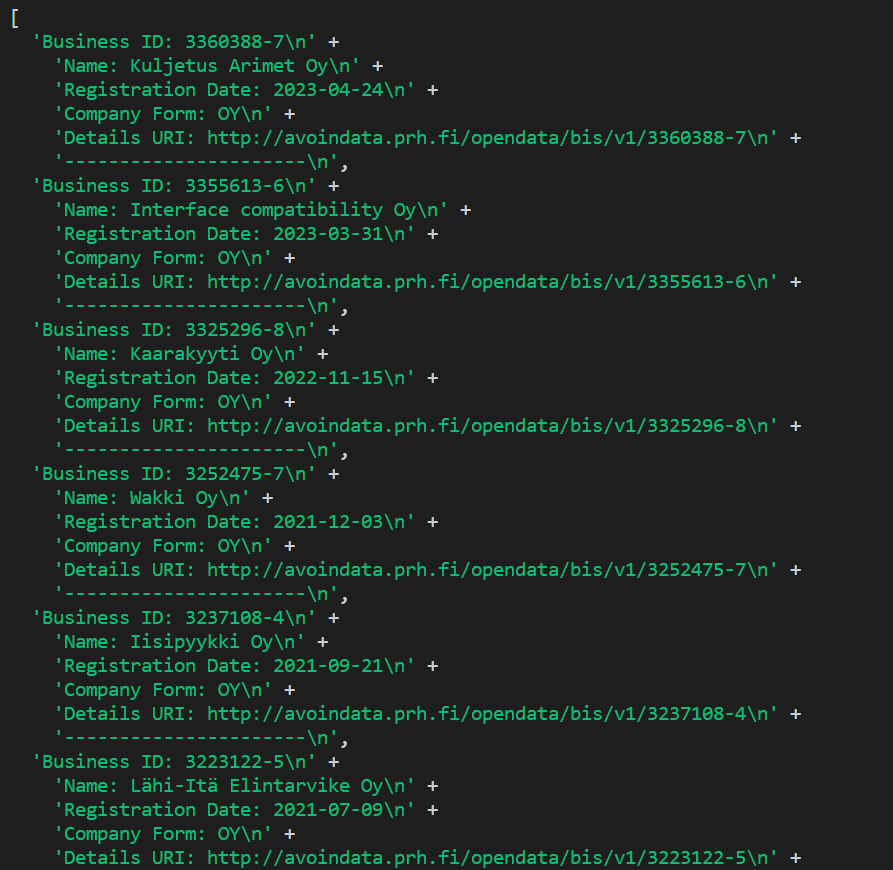 [
'Business ID: 3360388-7\n' +
'Name: Kuljetus Arimet Oy\n' +
'Registration Date: 2023-04-24\n' +
'Company Form: OY\n' +
'Details URI: http://avoindata.prh.fi/opendata/bis/v1/3360388-7\n' +
'----------------------\n',
'Business ID: 3355613-6\n' +
'Name: Interface compatibility Oy\n' +
'Registration Date: 2023-03-31\n' +
'Company Form: OY\n' +
'Details URI: http://avoindata.prh.fi/opendata/bis/v1/3355613-6\n' +
'----------------------\n',
'Business ID: 3325296-8\n' +
'Name: Kaarakyyti Oy\n' +
'Registration Date: 2022-11-15\n' +
'Company Form: OY\n' +
'Details URI: http://avoindata.prh.fi/opendata/bis/v1/3325296-8\n' +
'----------------------\n',
'Business ID: 3252475-7\n' +
'Name: Wakki Oy\n' +
'Registration Date: 2021-12-03\n' +
'Company Form: OY\n' +
'Details URI: http://avoindata.prh.fi/opendata/bis/v1/3252475-7\n' +
'----------------------\n',
'Business ID: 3237108-4\n' +
'Name: Iisipyykki Oy\n' +
'Registration Date: 2021-09-21\n' +
'Company Form: OY\n' +
'Details URI: http://avoindata.prh.fi/opendata/bis/v1/3237108-4\n' +
'----------------------\n',
'Business ID: 3223122-5\n' +
'Name: Lähi-Itä Elintarvike Oy\n' +
'Registration Date: 2021-07-09\n' +
'Company Form: OY\n' +
'Details URI: http://avoindata.prh.fi/opendata/bis/v1/3223122-5\n' +